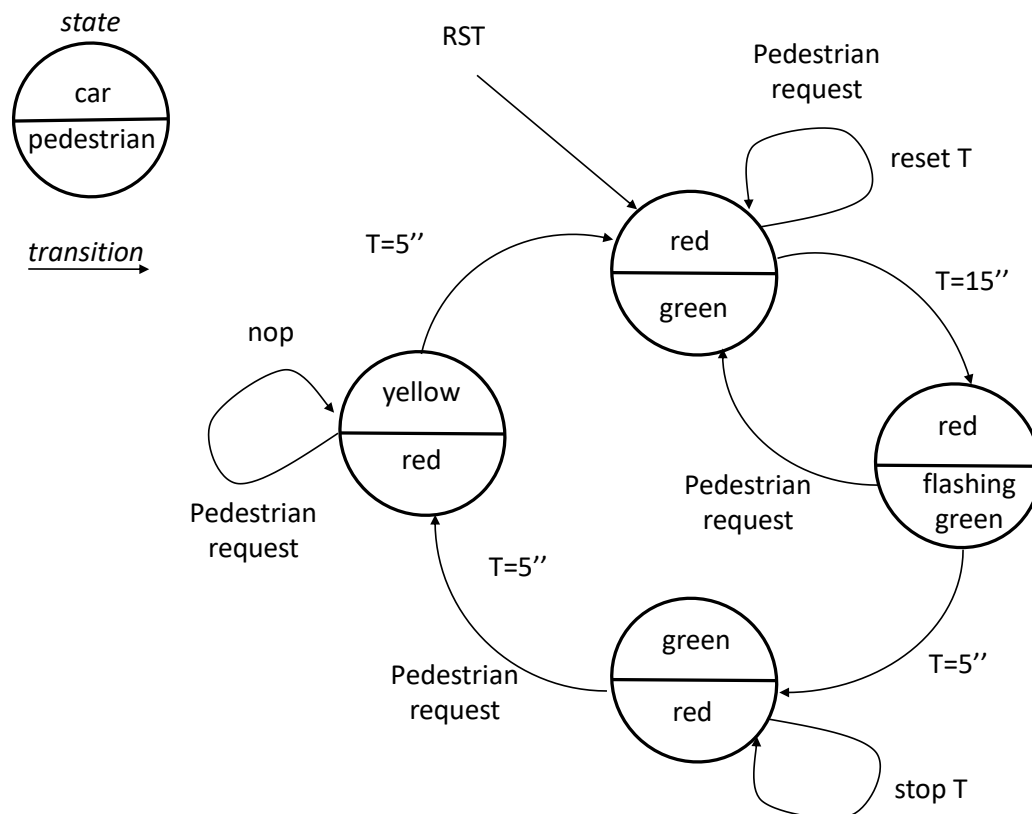 state
car
pedestrian
transition
RST
Pedestrian
request
reset T
red
green
T=5’’
T=15’’
nop
yellow
red
Pedestrian
request
red
flashing
green
Pedestrian
request
T=5’’
Pedestrian
request
green
red
T=5’’
stop T